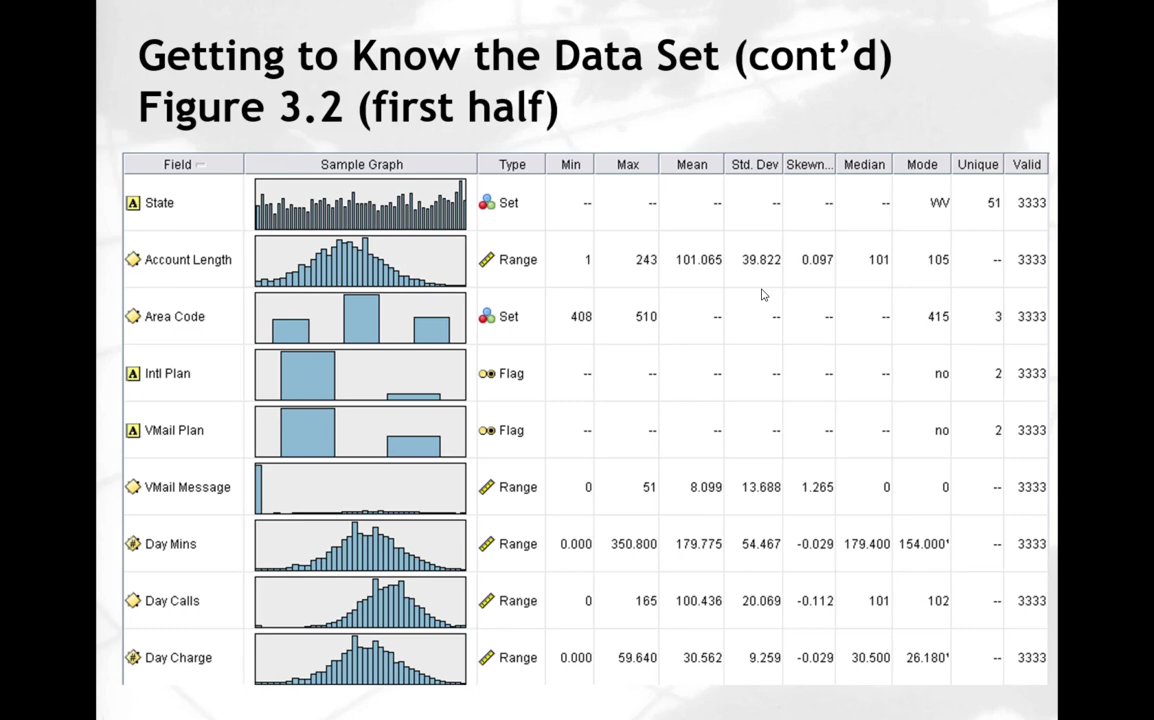 Getting to Know the Data Set (cont’d)
Figure 3.2 (first half)
Field Sample Graph Type Min Max Mean Std. Dev Skewn... Median Mode Unique Valid
A State Set -- -- -- -- -- -- WV 51 3333
Account Length Range 1 243 101.065 39.822 0.097 101 105 -- 3333
Area Code Set 408 510 -- -- -- -- 415 3 3333
A Intl Plan Flag -- -- -- -- -- -- no 2 3333
A VMail Plan Flag -- -- -- -- -- -- no 2 3333
VMail Message Range 0 51 8.099 13.688 1.265 0 0 -- 3333
# Day Mins Range 0.000 350.800 179.775 54.467 -0.029 179.400 154.000* -- 3333
Day Calls Range 0 165 100.436 20.069 -0.112 101 102 -- 3333
# Day Charge Range 0.000 59.640 30.562 9.259 -0.029 30.500 26.180* -- 3333